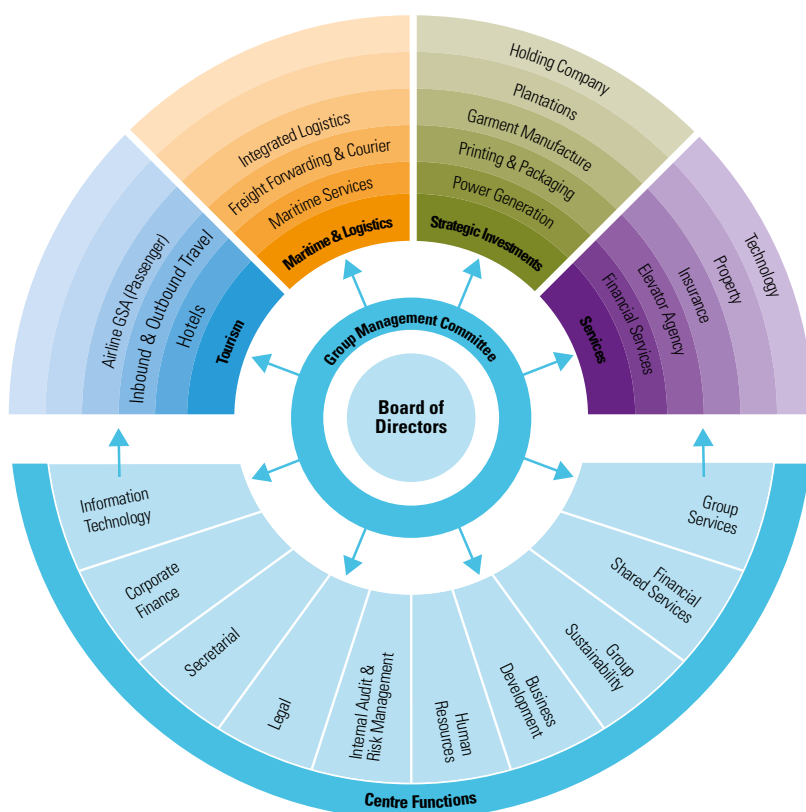 Holding Company
Plantations
Garment Manufacture
Printing & Packaging
Power Generation
Strategic Investments
Integrated Logistics
Freight Forwarding & Courier
Maritime Services
Maritime & Logistics
Airline GSA (Passenger)
Inbound & Outbound Travel
Hotels
Tourism
Technology
Property
Insurance
Elevator Agency
Financial Services
Services
Group Management Committee
Board of
Directors
Information
Technology
Corporate
Finance
Secretarial
Legal
Internal Audit &
Risk Management
Human
Resources
Business
Development
Group
Sustainability
Financial
Shared Services
Group
Services
Centre Functions